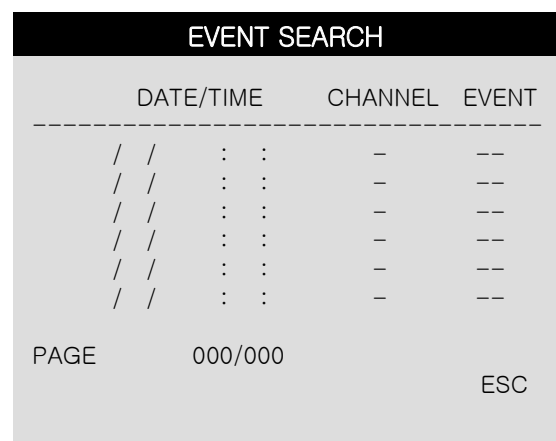 EVENT SEARCH
DATE/TIME CHANNEL EVENT
----------------------------------
/ / : : - --
/ / : : - --
/ / : : - --
/ / : : - --
/ / : : - --
/ / : : - --
PAGE 000/000
ESC